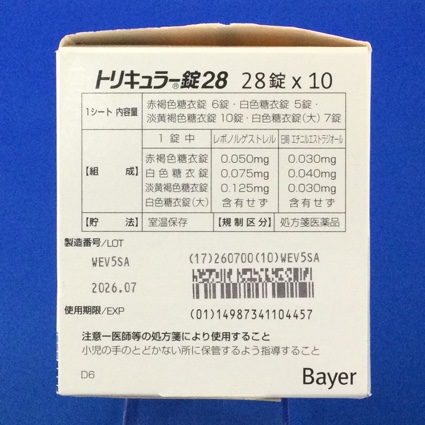 トリキュラー®錠28 28錠 x 10
1シート 内容量 赤褐色糖衣錠 6錠・白色糖衣錠 5錠・
淡黄褐色糖衣錠 10錠・白色糖衣錠(大) 7錠
【組 成】 1 錠 中 レボノルゲストレル 日局 エチニルエストラジオール
赤褐色糖衣錠 0.050mg 0.030mg
白色糖衣錠 0.075mg 0.040mg
淡黄褐色糖衣錠 0.125mg 0.030mg
白色糖衣錠(大) 含有せず 含有せず
【貯 法】 室温保存 【規制区分】 処方箋医薬品
製造番号/LOT
WEV5SA (17)260700(10)WEV5SA
2026.07
使用期限/EXP (01)14987341104457
注意ー医師等の処方箋により使用すること
小児の手のとどかない所に保管するよう指導すること
D6 Bayer